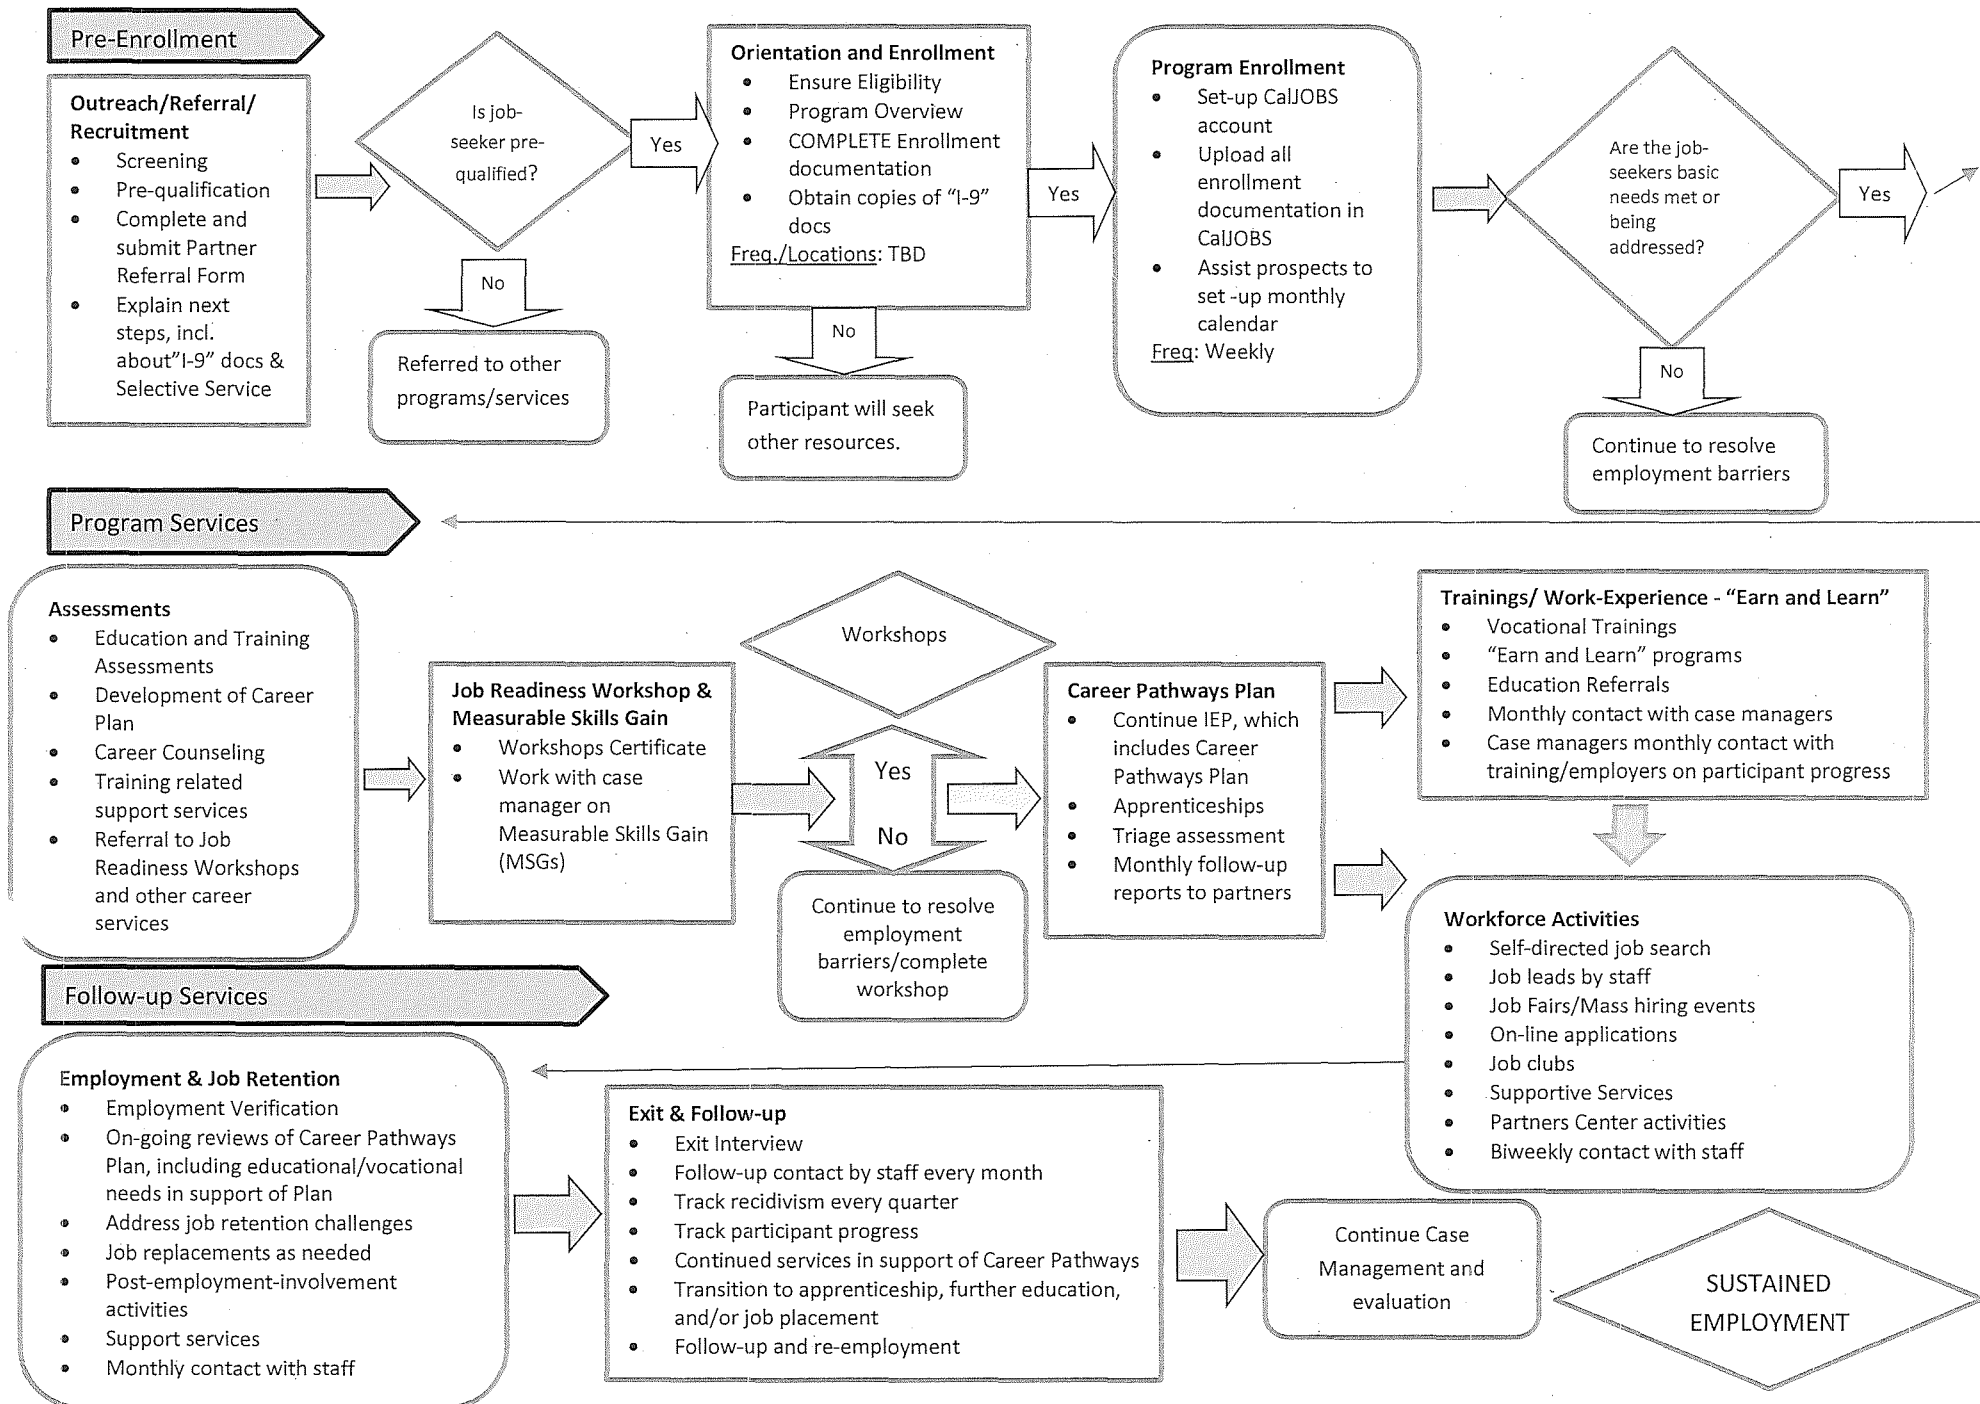 Pre-Enrollment
Outreach/Referral/
Recruitment
• Screening
• Pre-qualification
• Complete and
submit Partner
Referral Form
• Explain next
steps, incl.
about"I-9" docs &
Selective Service
Is job-
seeker pre-
qualified?
Yes
No
Referred to other
programs/services
Orientation and Enrollment
• Ensure Eligibility
• Program Overview
• COMPLETE Enrollment
documentation
• Obtain copies of "I-9"
docs
Freq./Locations: TBD
Yes
No
Participant will seek
other resources.
Program Enrollment
• Set-up CalJOBS
account
• Upload all
enrollment
documentation in
CalJOBS
• Assist prospects to
set -up monthly
calendar
Freq: Weekly
Are the job-
seekers basic
needs met or
being
addressed?
Yes
No
Continue to resolve
employment barriers
Program Services
Assessments
• Education and Training
Assessments
• Development of Career
Plan
• Career Counseling
• Training related
support services
• Referral to Job
Readiness Workshops
and other career
services
Job Readiness Workshop &
Measurable Skills Gain
• Workshops Certificate
• Work with case
manager on
Measurable Skills Gain
(MSGs)
Workshops
Yes
No
Continue to resolve
employment
barriers/complete
workshop
Career Pathways Plan
• Continue IEP, which
includes Career
Pathways Plan
• Apprenticeships
• Triage assessment
• Monthly follow-up
reports to partners
Trainings/ Work-Experience - "Earn and Learn"
• Vocational Trainings
• "Earn and Learn" programs
• Education Referrals
• Monthly contact with case managers
• Case managers monthly contact with
training/employers on participant progress
Workforce Activities
• Self-directed job search
• Job leads by staff
• Job Fairs/Mass hiring events
• On-line applications
• Job clubs
• Supportive Services
• Partners Center activities
• Biweekly contact with staff
Follow-up Services
Employment & Job Retention
• Employment Verification
• On-going reviews of Career Pathways
Plan, including educational/vocational
needs in support of Plan
• Address job retention challenges
• Job replacements as needed
• Post-employment-involvement
activities
• Support services
• Monthly contact with staff
Exit & Follow-up
• Exit Interview
• Follow-up contact by staff every month
• Track recidivism every quarter
• Track participant progress
• Continued services in support of Career Pathways
• Transition to apprenticeship, further education,
and/or job placement
• Follow-up and re-employment
Continue Case
Management and
evaluation
SUSTAINED
EMPLOYMENT